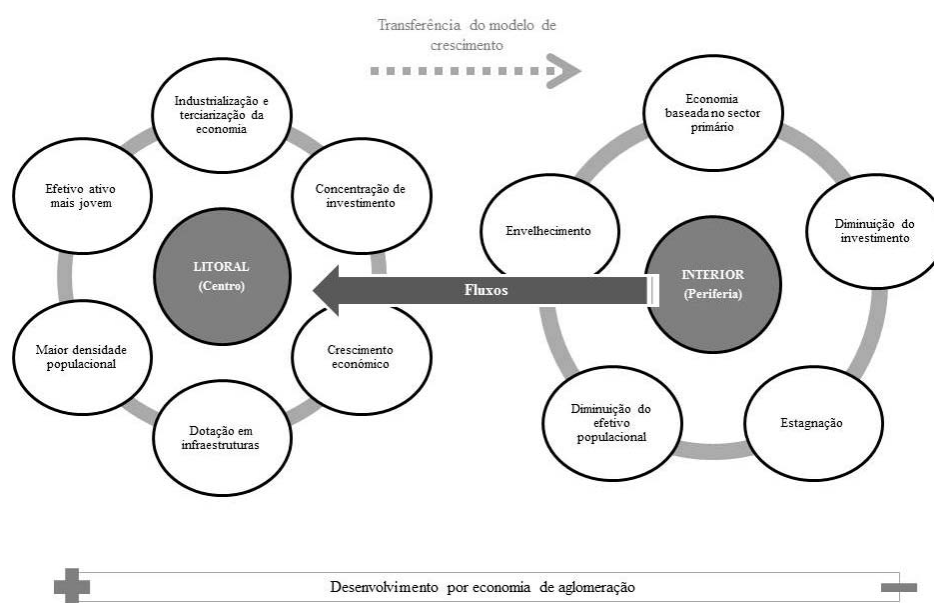 Transferência do modelo de
crescimento
Industrialização e
terciarização da
economia
Efetivo ativo
mais jovem
Concentração de
investimento
LITORAL
(Centro)
Maior densidade
populacional
Crescimento
económico
Dotação em
infraestruturas
Fluxos
Economia
baseada no sector
primário
Envelhecimento
Diminuição do
investimento
INTERIOR
(Periferia)
Diminuição do
efetivo
populacional
Estagnação
Desenvolvimento por economia de aglomeração